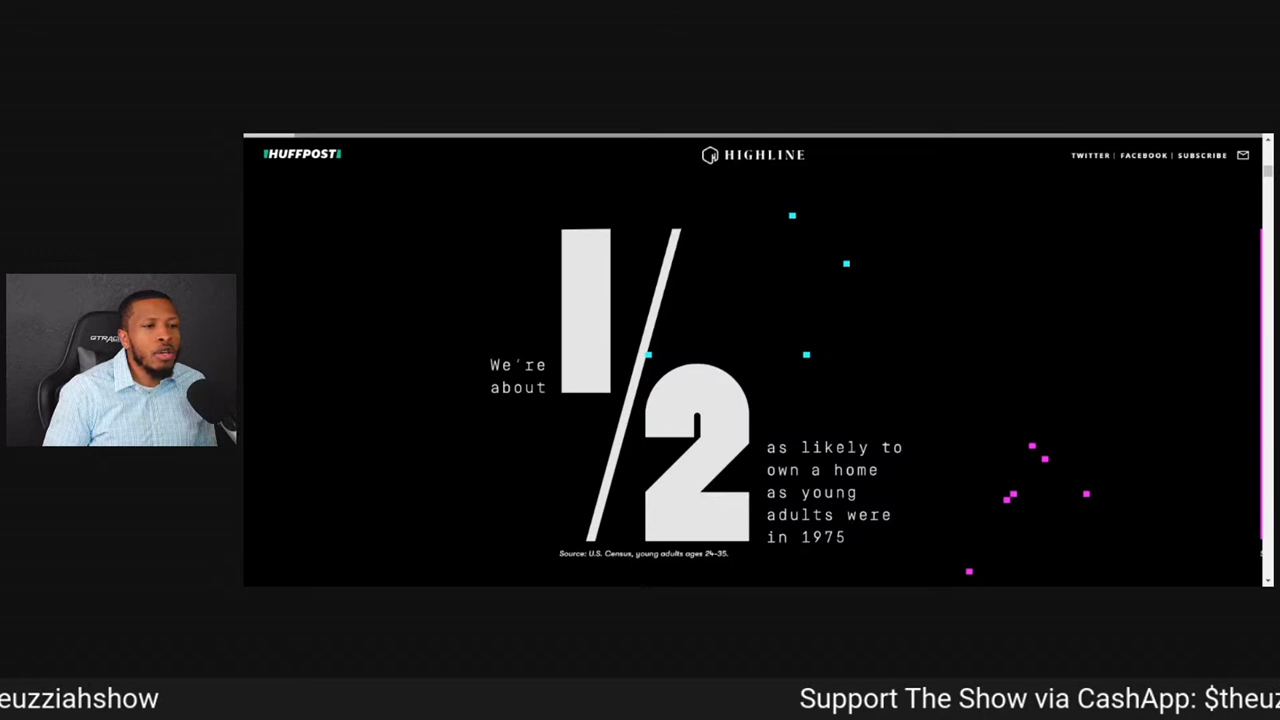 HUFFPOST
HIGHLINE
TWITTER | FACEBOOK | SUBSCRIBE
We're
about
1/2
as likely to
own a home
as young
adults were
in 1975
Source: U.S. Census, young adults ages 24-35.
euzziahshow
Support The Show via CashApp: $theuz